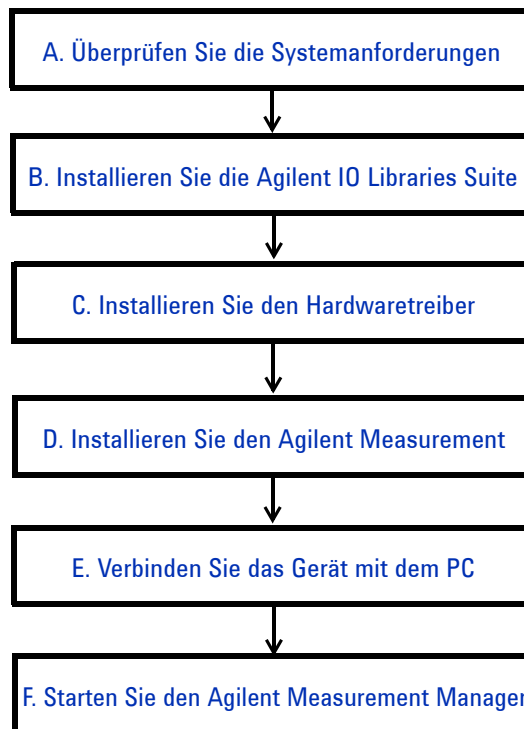 A. Überprüfen Sie die Systemanforderungen
B. Installieren Sie die Agilent IO Libraries Suite
C. Installieren Sie den Hardwaretreiber
D. Installieren Sie den Agilent Measurement
E. Verbinden Sie das Gerät mit dem PC
F. Starten Sie den Agilent Measurement Manager